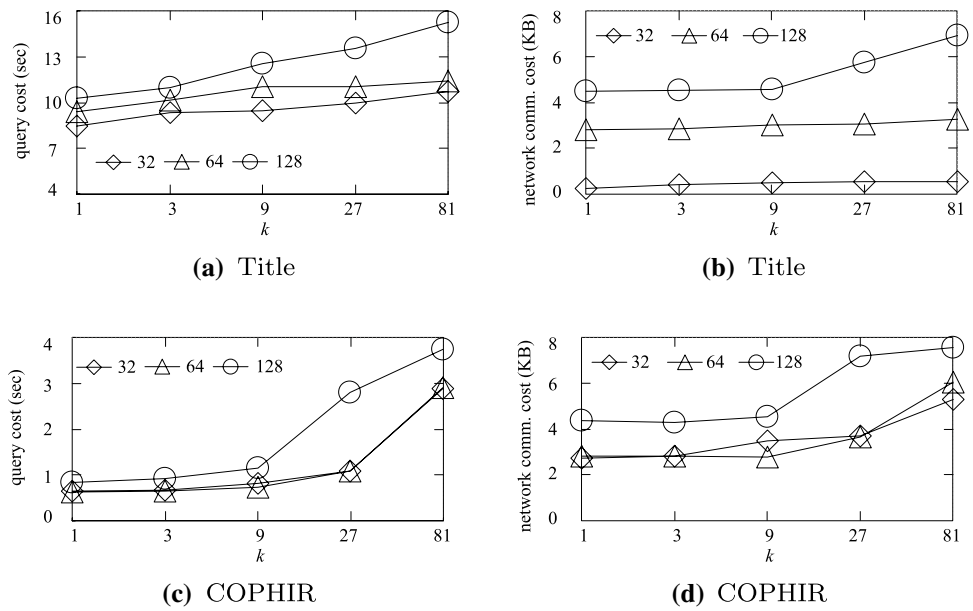 query cost (sec)
16
13
10
7
4
32 64 128
1 3 9 27 81
k
(a) Title
network comm. cost (KB)
8
6
4
2
0
32 64 128
1 3 9 27 81
k
(b) Title
query cost (sec)
4
3
2
1
0
32 64 128
1 3 9 27 81
k
(c) COPHIR
network comm. cost (KB)
8
6
4
2
0
32 64 128
1 3 9 27 81
k
(d) COPHIR